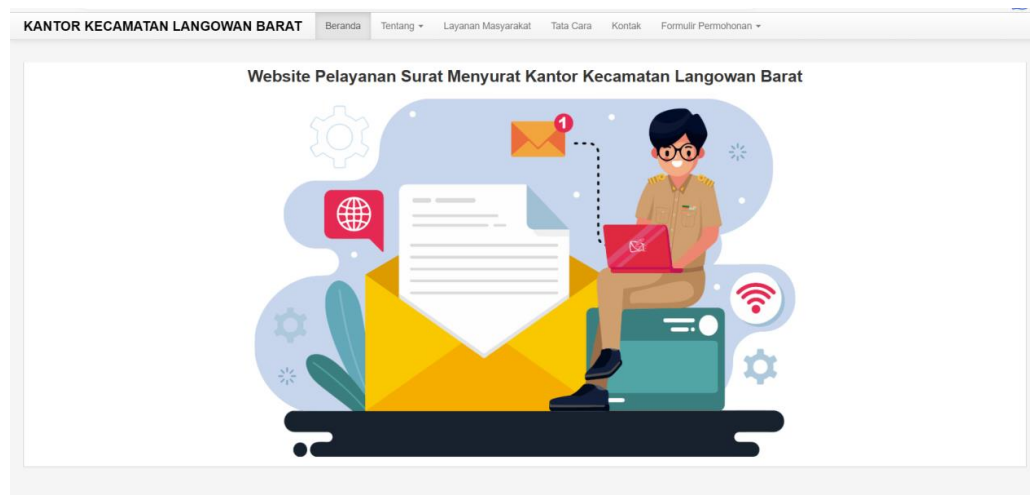 KANTOR KECAMATAN LANGOWAN BARAT Beranda Tentang Layanan Masyarakat Tata Cara Kontak Formulir Permohonan
Website Pelayanan Surat Menyurat Kantor Kecamatan Langowan Barat
1